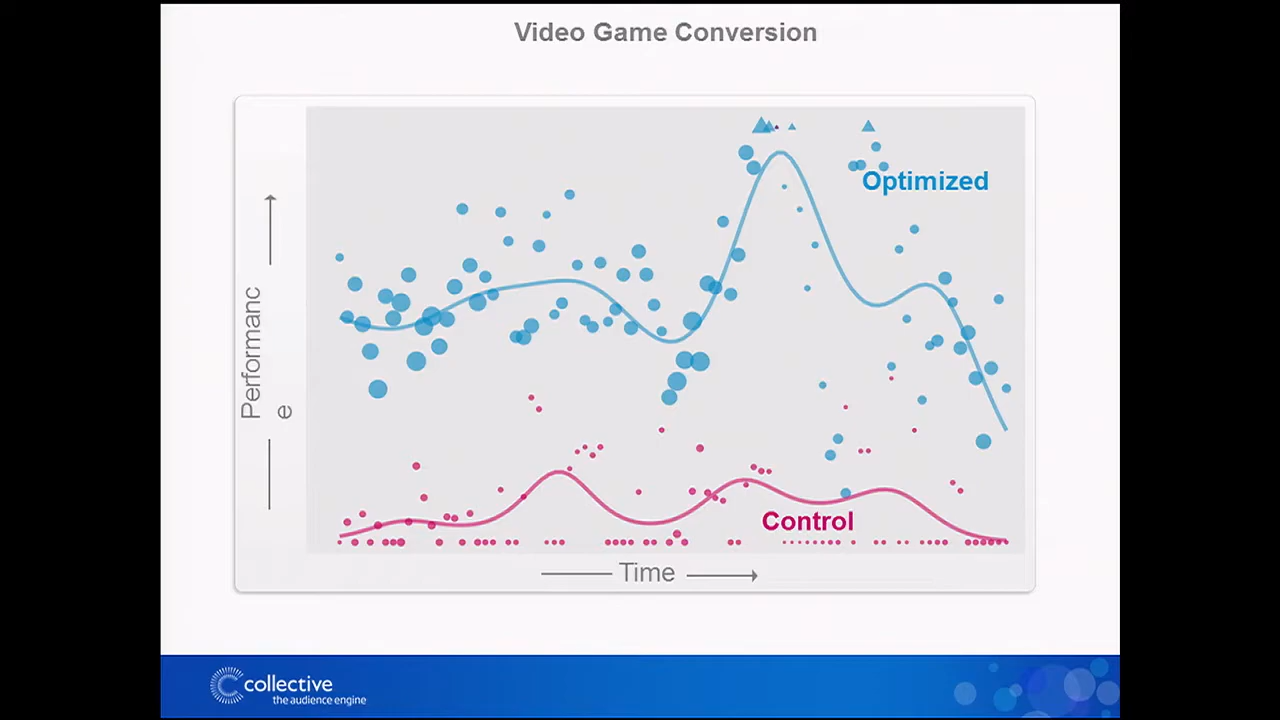 Video Game Conversion
Performanc
e
Optimized
Control
Time
collective
the audience engine